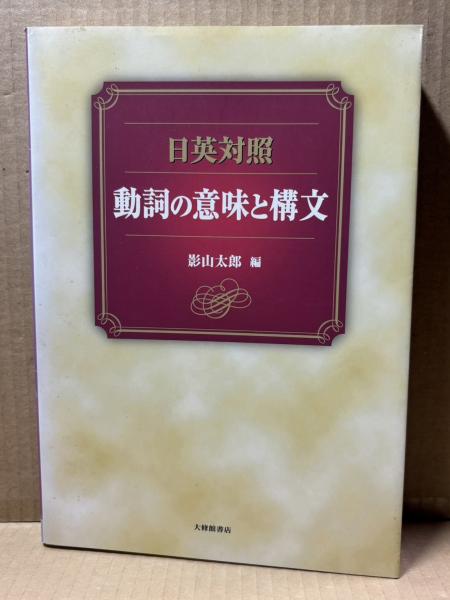 日英対照
動詞の意味と構文
影山太郎 編
大修館書店